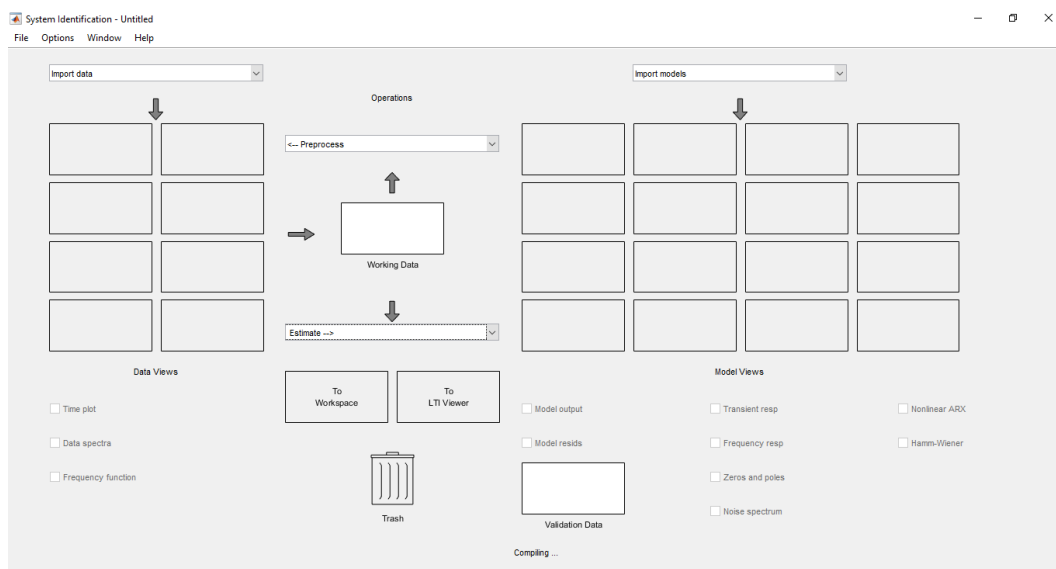 System Identification - Untitled
File Options Window Help
Import data
Import models
Operations
<-- Preprocess
Working Data
Estimate -->
Data Views
Model Views
To
Workspace
To
LTI Viewer
Time plot
Data spectra
Frequency function
Model output
Transient resp
Nonlinear ARX
Model resids
Frequency resp
Hamm-Wiener
Zeros and poles
Noise spectrum
Trash
Validation Data
Compiling ...